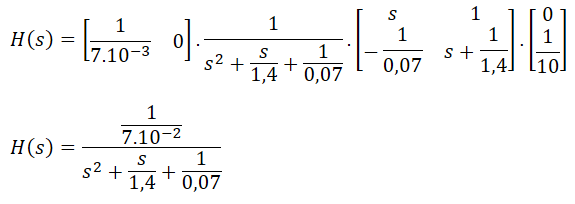 H(s) = [1/7.10⁻³ 0] . 1/(s² + s/1,4 + 1/0,07) . [s 1; −1/0,07 s + 1/1,4] . [0; 1/10]
H(s) = (1/7.10⁻²)/(s² + s/1,4 + 1/0,07)